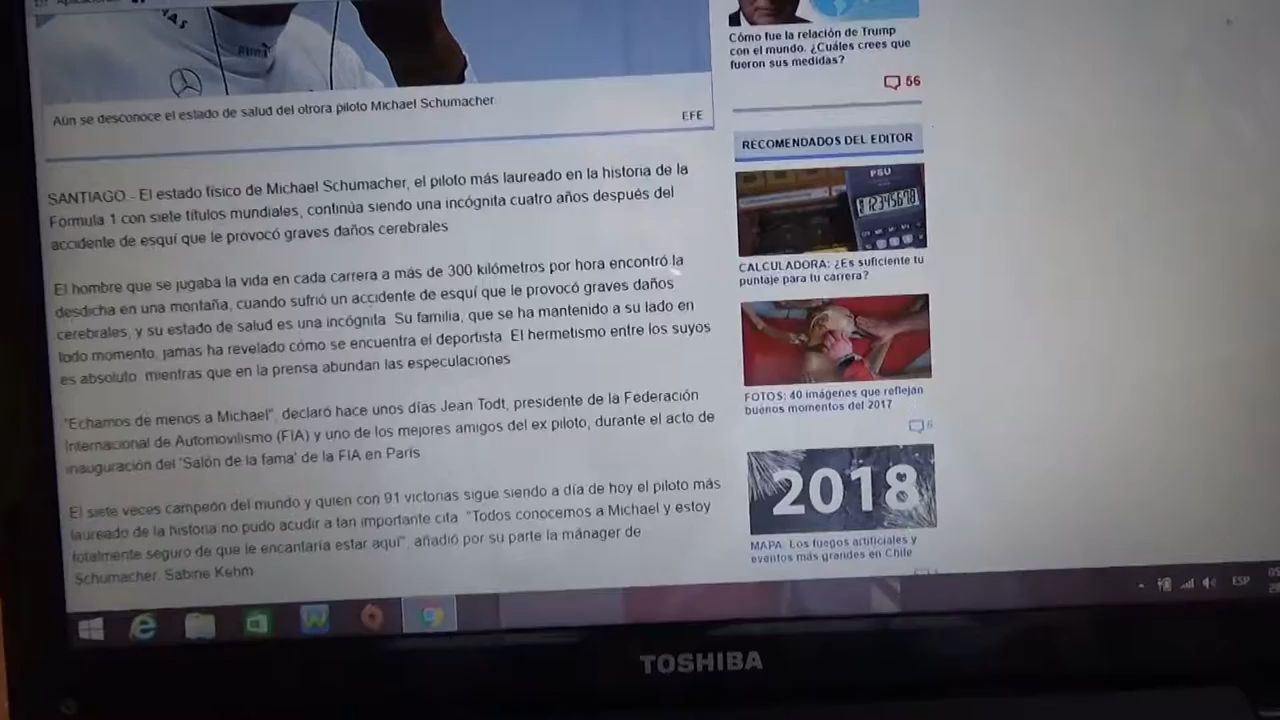 PUMA
Aún se desconoce el estado de salud del otrora piloto Michael Schumacher
EFE
SANTIAGO.- El estado físico de Michael Schumacher, el piloto más laureado en la historia de la
Fórmula 1 con siete títulos mundiales, continúa siendo una incógnita cuatro años después del
accidente de esquí que le provocó graves daños cerebrales
El hombre que se jugaba la vida en cada carrera a más de 300 kilómetros por hora encontró la
desdicha en una montaña, cuando sufrió un accidente de esquí que le provocó graves daños
cerebrales, y su estado de salud es una incógnita. Su familia, que se ha mantenido a su lado en
todo momento, jamás ha revelado cómo se encuentra el deportista. El hermetismo entre los suyos
es absoluto, mientras que en la prensa abundan las especulaciones
"Echamos de menos a Michael", declaró hace unos días Jean Todt, presidente de la Federación
Internacional de Automovilismo (FIA) y uno de los mejores amigos del ex piloto, durante el acto de
inauguración del 'Salón de la fama' de la FIA en París
El siete veces campeón del mundo y quien con 91 victorias sigue siendo a día de hoy el piloto más
laureado de la historia no pudo acudir a tan importante cita. "Todos conocemos a Michael y estoy
totalmente seguro de que le encantaría estar aquí", añadió por su parte la mánager de
Schumacher, Sabine Kehm
Cómo fue la relación de Trump
con el mundo. ¿Cuáles crees que
fueron sus medidas?
56
RECOMENDADOS DEL EDITOR
PSU
12345678
CALCULADORA: ¿Es suficiente tu
puntaje para tu carrera?
FOTOS: 40 imágenes que reflejan
buenos momentos del 2017
6
2018
MAPA: Los fuegos artificiales y
eventos más grandes en Chile
ESP
TOSHIBA